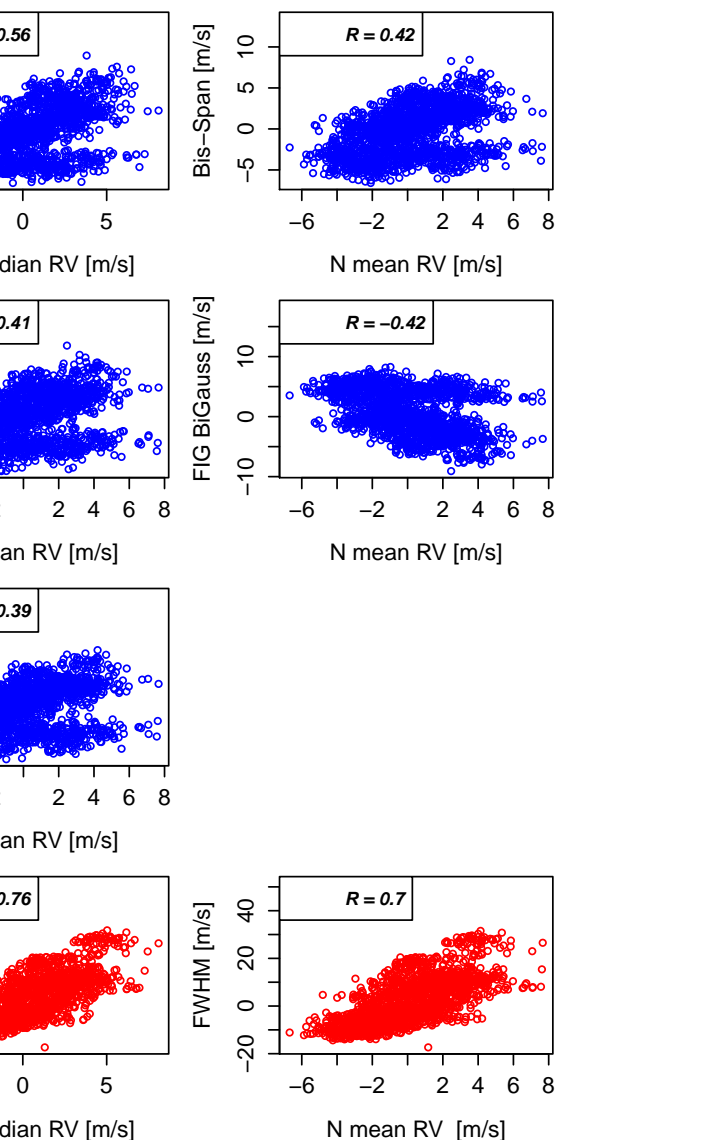 0.56
R = 0.42
Bis−Span [m/s]
−5 0 5 10
0 5
−6 −2 2 4 6 8
dian RV [m/s]
N mean RV [m/s]
0.41
R = −0.42
FIG BiGauss [m/s]
−10 0 10
2 4 6 8
−6 −2 2 4 6 8
an RV [m/s]
N mean RV [m/s]
0.39
2 4 6 8
an RV [m/s]
0.76
R = 0.7
FWHM [m/s]
−20 0 20 40
0 5
−6 −2 2 4 6 8
dian RV [m/s]
N mean RV [m/s]